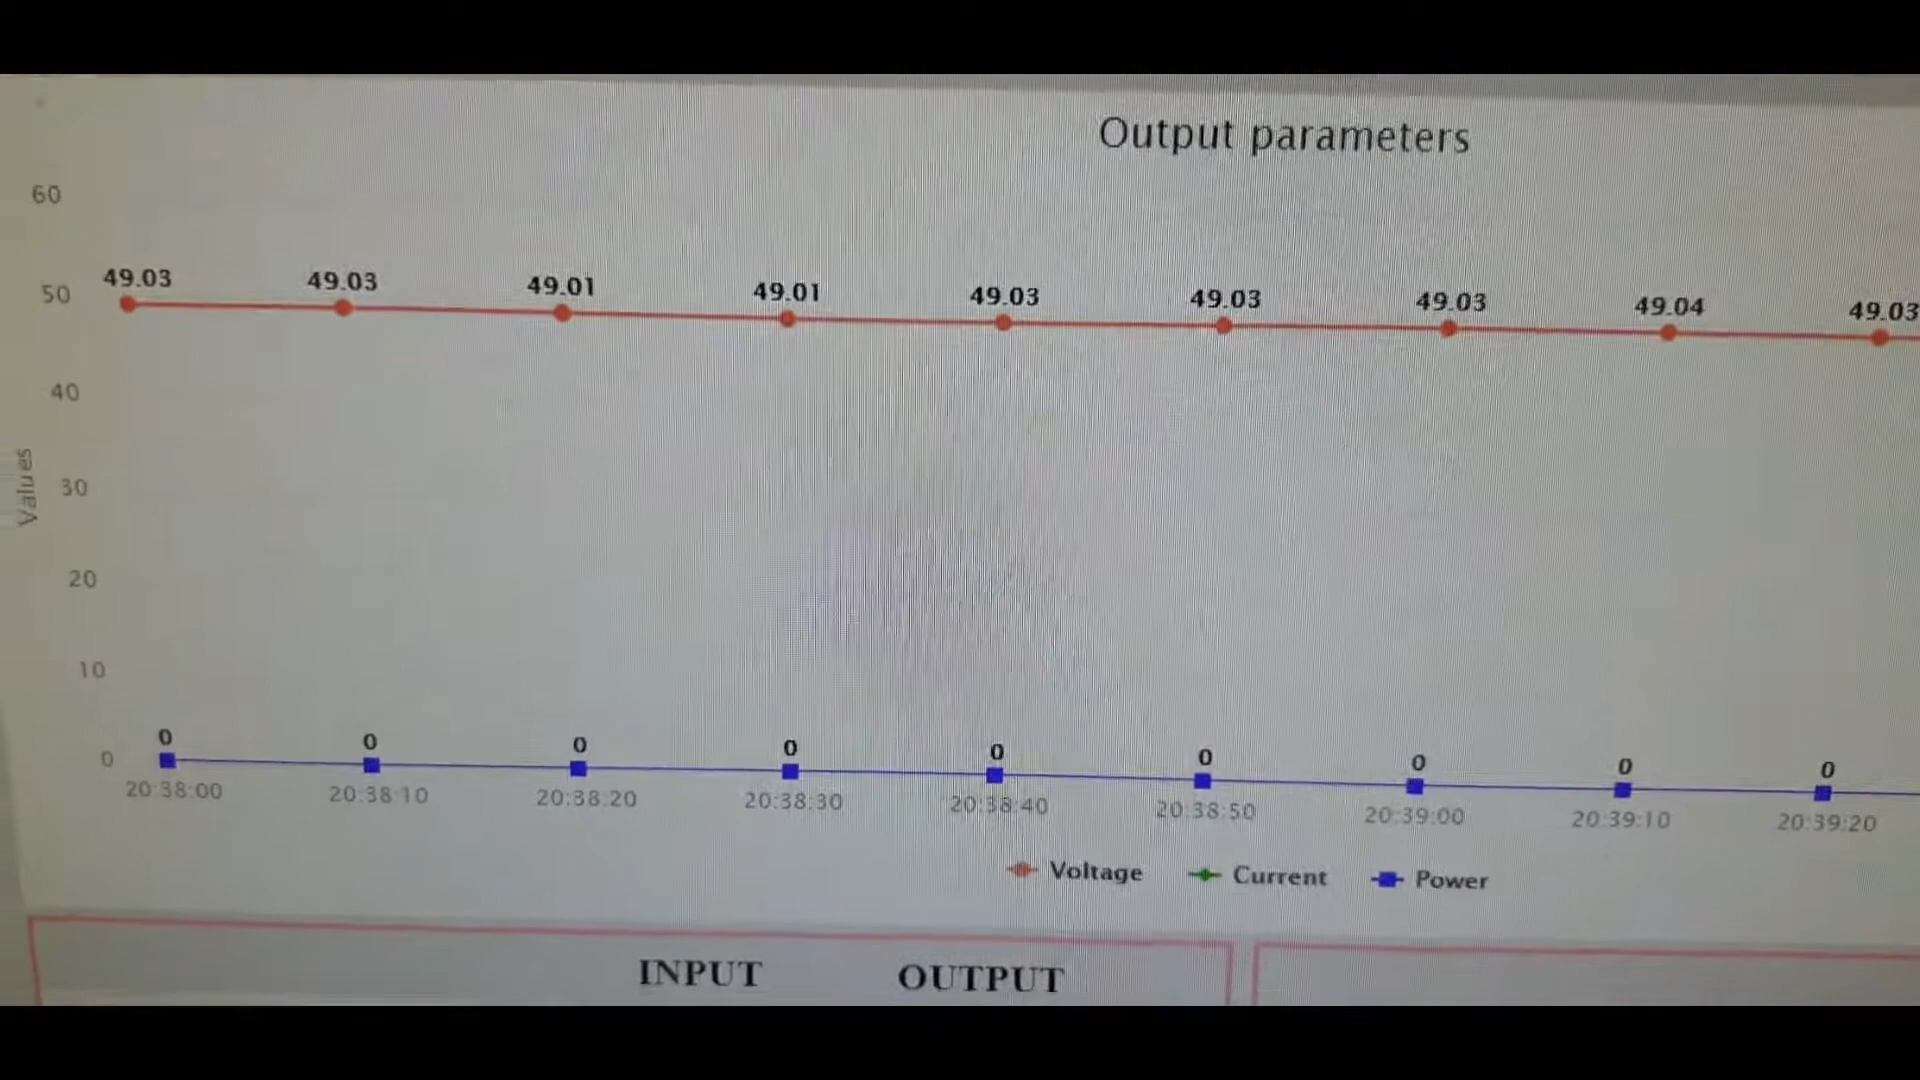 Output parameters
60
49.03 49.03 49.01 49.01 49.03 49.03 49.03 49.04 49.03
50
40
Values
30
20
10
0 0 0 0 0 0 0 0 0
0
20:38:00 20:38:10 20:38:20 20:38:30 20:38:40 20:38:50 20:39:00 20:39:10 20:39:20
Voltage Current Power
INPUT OUTPUT